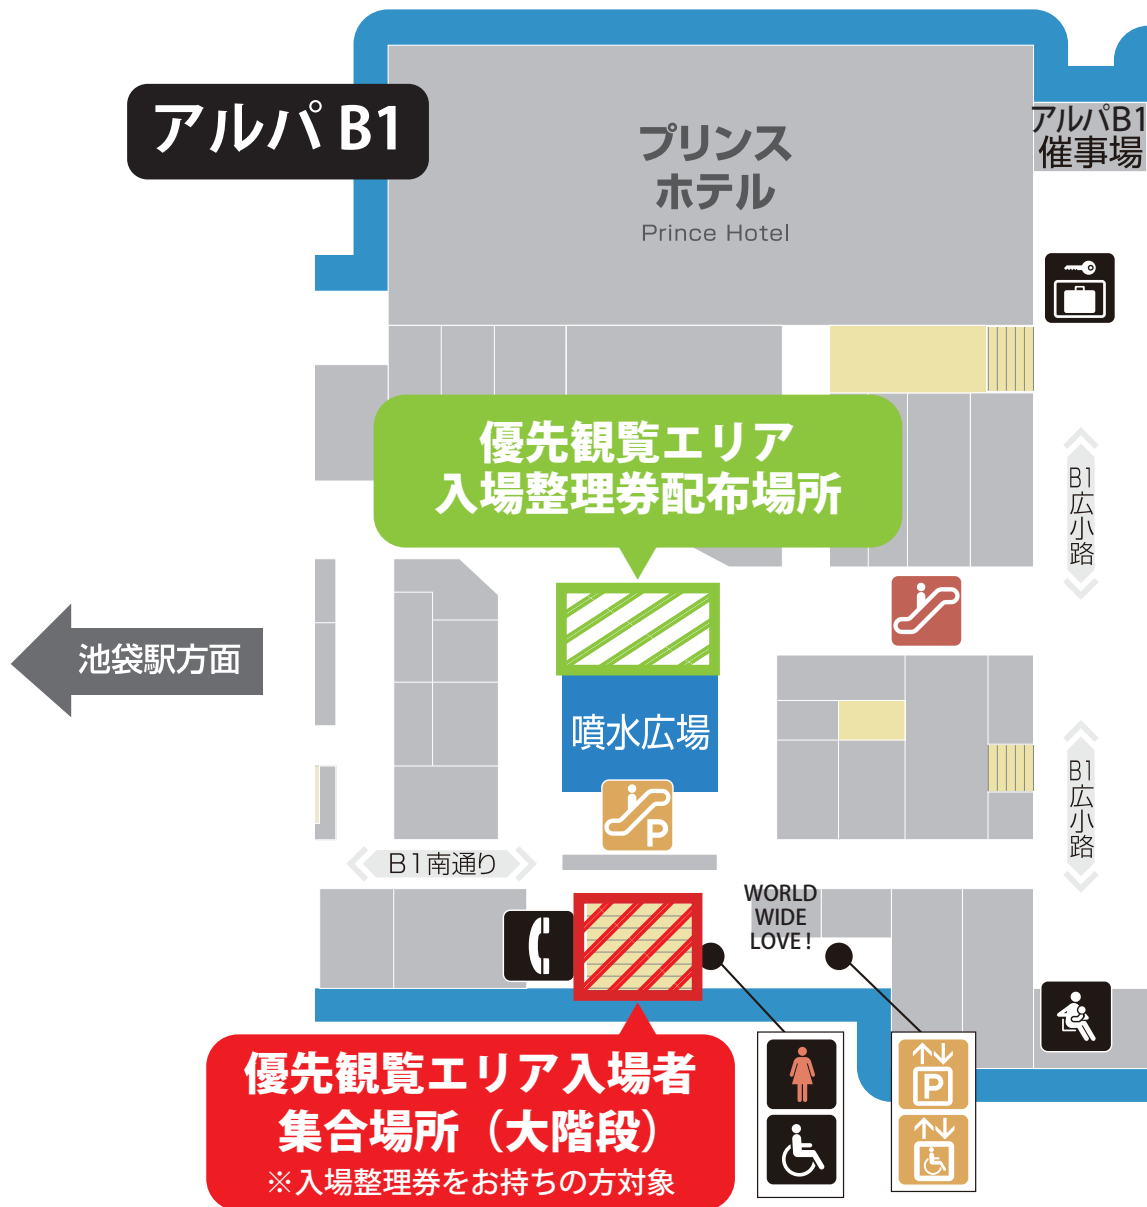 アルパ B1
プリンス
ホテル
Prince Hotel
アルパB1
催事場
優先観覧エリア
入場整理券配布場所
B1広小路
池袋駅方面
噴水広場
P
B1広小路
B1南通り
WORLD
WIDE
LOVE!
優先観覧エリア入場者
集合場所（大階段）
※入場整理券をお持ちの方対象
P